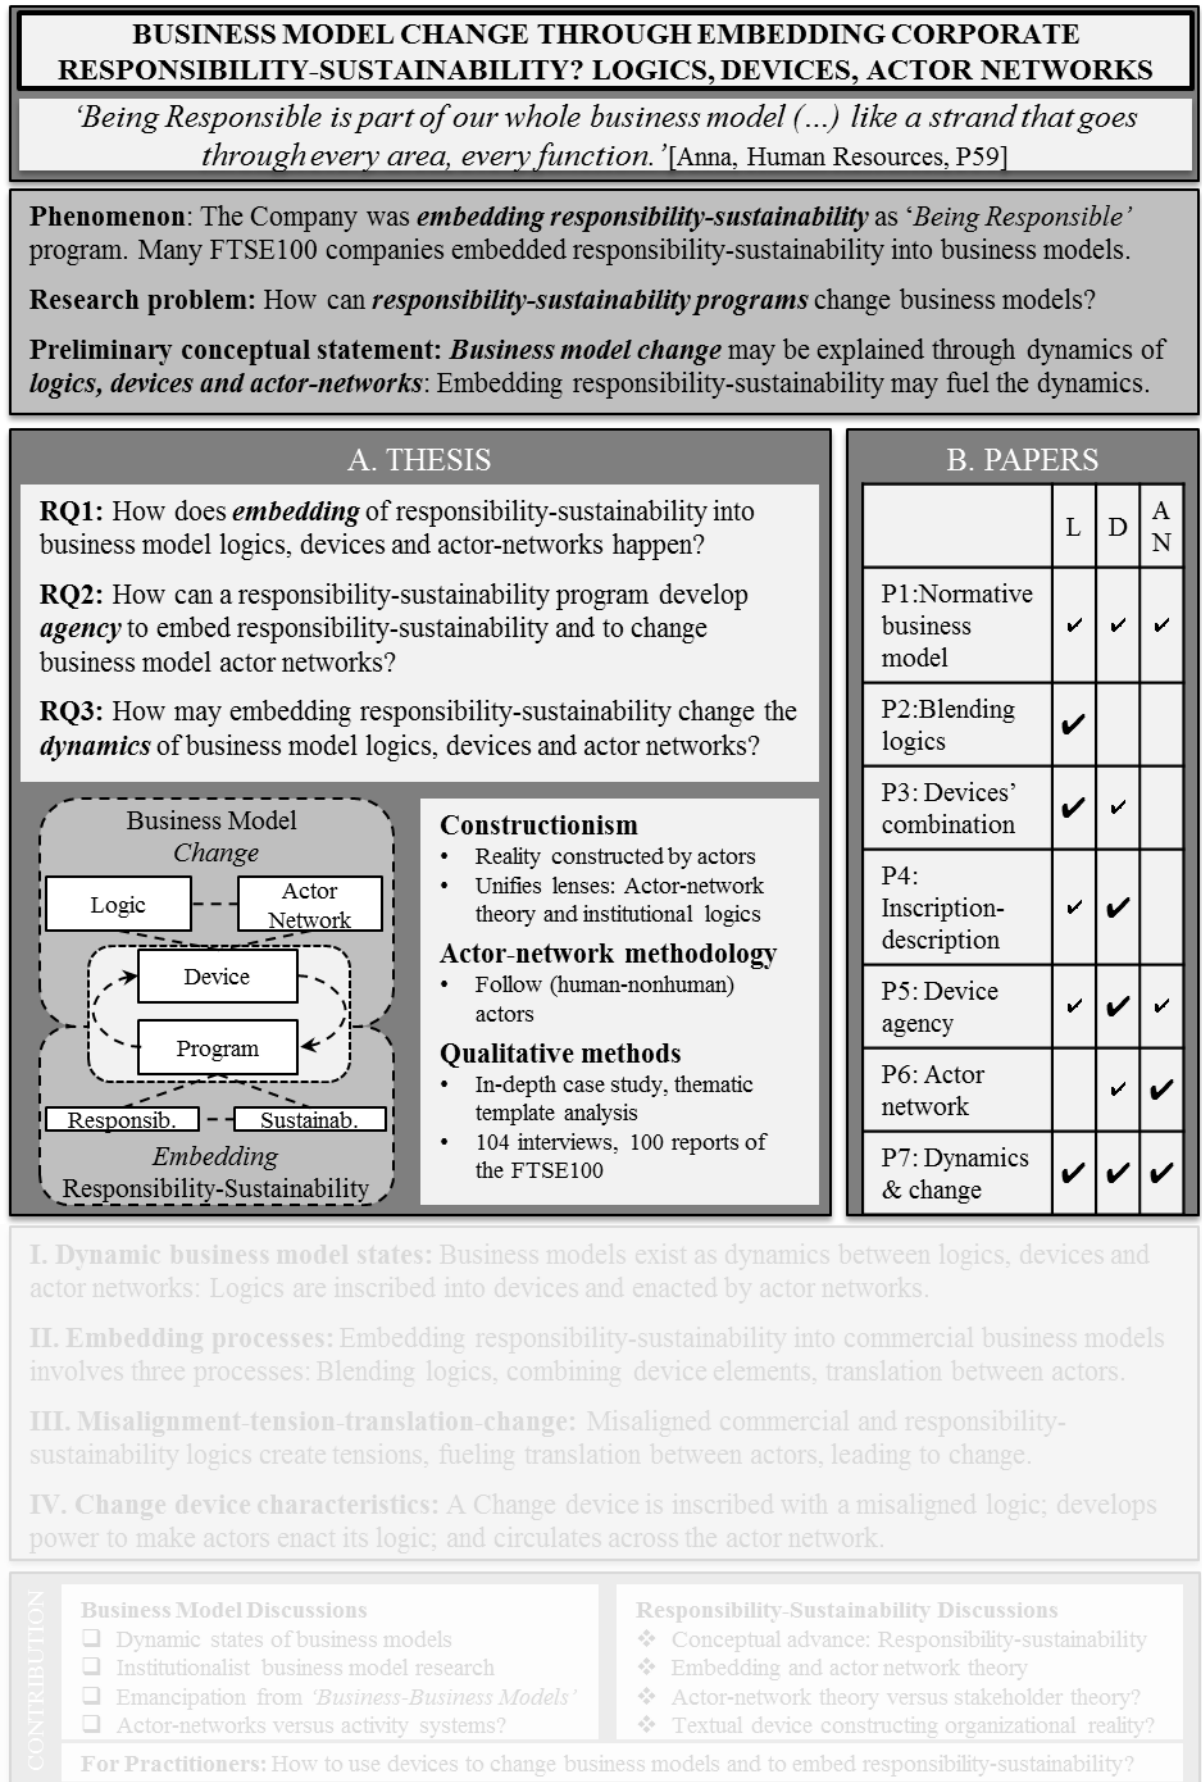 BUSINESS MODEL CHANGE THROUGH EMBEDDING CORPORATE
RESPONSIBILITY-SUSTAINABILITY? LOGICS, DEVICES, ACTOR NETWORKS
‘Being Responsible is part of our whole business model (…) like a strand that goes
through every area, every function.’ [Anna, Human Resources, P59]
Phenomenon: The Company was embedding responsibility-sustainability as ‘Being Responsible’
program. Many FTSE100 companies embedded responsibility-sustainability into business models.
Research problem: How can responsibility-sustainability programs change business models?
Preliminary conceptual statement: Business model change may be explained through dynamics of
logics, devices and actor-networks: Embedding responsibility-sustainability may fuel the dynamics.
A. THESIS
RQ1: How does embedding of responsibility-sustainability into
business model logics, devices and actor-networks happen?
RQ2: How can a responsibility-sustainability program develop
agency to embed responsibility-sustainability and to change
business model actor networks?
RQ3: How may embedding responsibility-sustainability change the
dynamics of business model logics, devices and actor networks?
Business Model
Change
Logic
Actor
Network
Device
Program
Responsib.
Sustainab.
Embedding
Responsibility-Sustainability
Constructionism
• Reality constructed by actors
• Unifies lenses: Actor-network
theory and institutional logics
Actor-network methodology
• Follow (human-nonhuman)
actors
Qualitative methods
• In-depth case study, thematic
template analysis
• 104 interviews, 100 reports of
the FTSE100
B. PAPERS
L D A
N
P1:Normative
business
model ✓ ✓ ✓
P2:Blending
logics ✔
P3: Devices’
combination ✔ ✓
P4:
Inscription-
description ✓ ✔
P5: Device
agency ✓ ✔ ✓
P6: Actor
network ✓ ✔
P7: Dynamics
& change ✔ ✔ ✔
I. Dynamic business model states: Business models exist as dynamics between logics, devices and
actor networks: Logics are inscribed into devices and enacted by actor networks.
II. Embedding processes: Embedding responsibility-sustainability into commercial business models
involves three processes: Blending logics, combining device elements, translation between actors.
III. Misalignment-tension-translation-change: Misaligned commercial and responsibility-
sustainability logics create tensions, fueling translation between actors, leading to change.
IV. Change device characteristics: A Change device is inscribed with a misaligned logic; develops
power to make actors enact its logic; and circulates across the actor network.
CONTRIBUTION
Business Model Discussions
❑ Dynamic states of business models
❑ Institutionalist business model research
❑ Emancipation from ‘Business-Business Models’
❑ Actor-networks versus activity systems?
Responsibility-Sustainability Discussions
❖ Conceptual advance: Responsibility-sustainability
❖ Embedding and actor network theory
❖ Actor-network theory versus stakeholder theory?
❖ Textual device constructing organizational reality?
For Practitioners: How to use devices to change business models and to embed responsibility-sustainability?